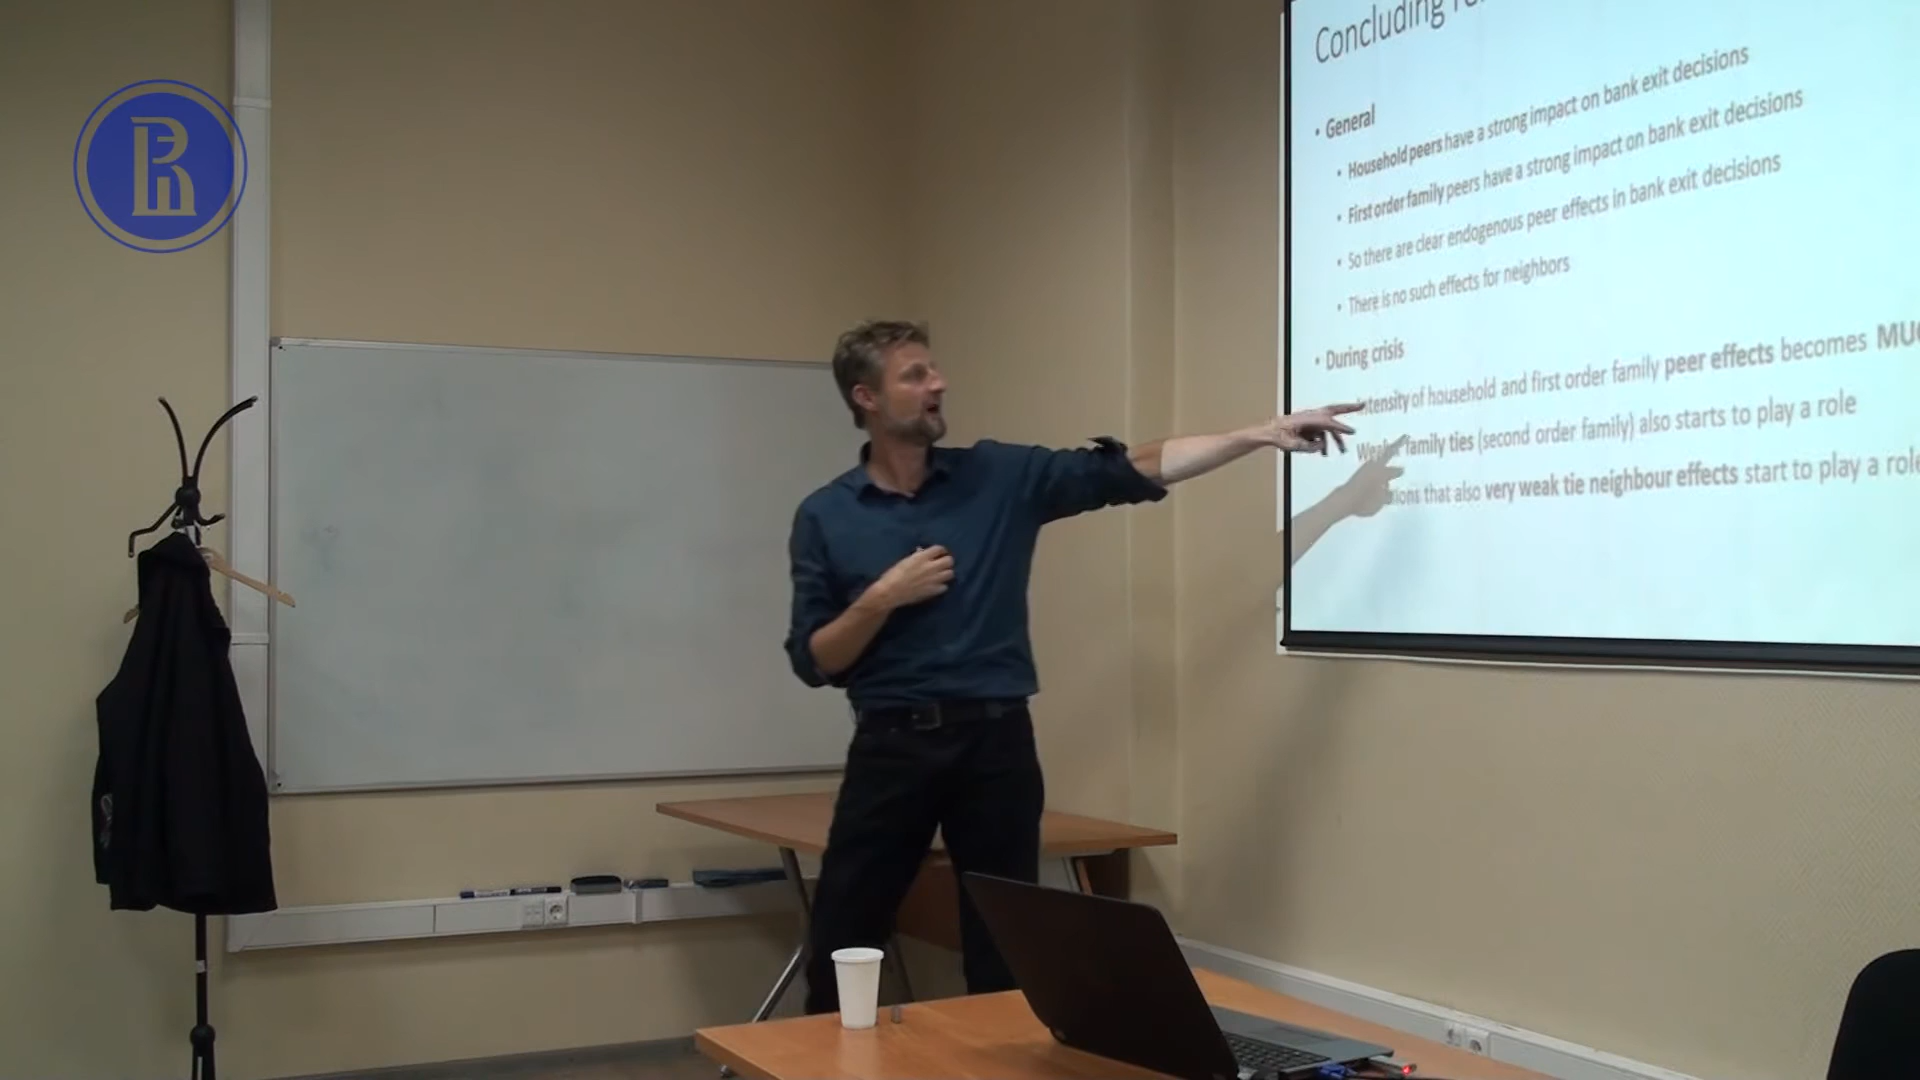 Concluding
• General
• Household peers have a strong impact on bank exit decisions
• First order family peers have a strong impact on bank exit decisions
• So there are clear endogenous peer effects in bank exit decisions
• There is no such effects for neighbors
• During crisis
Intensity of household and first order family peer effects becomes
family ties (second order family) also starts to play a role
that also very weak tie neighbour effects start to play a